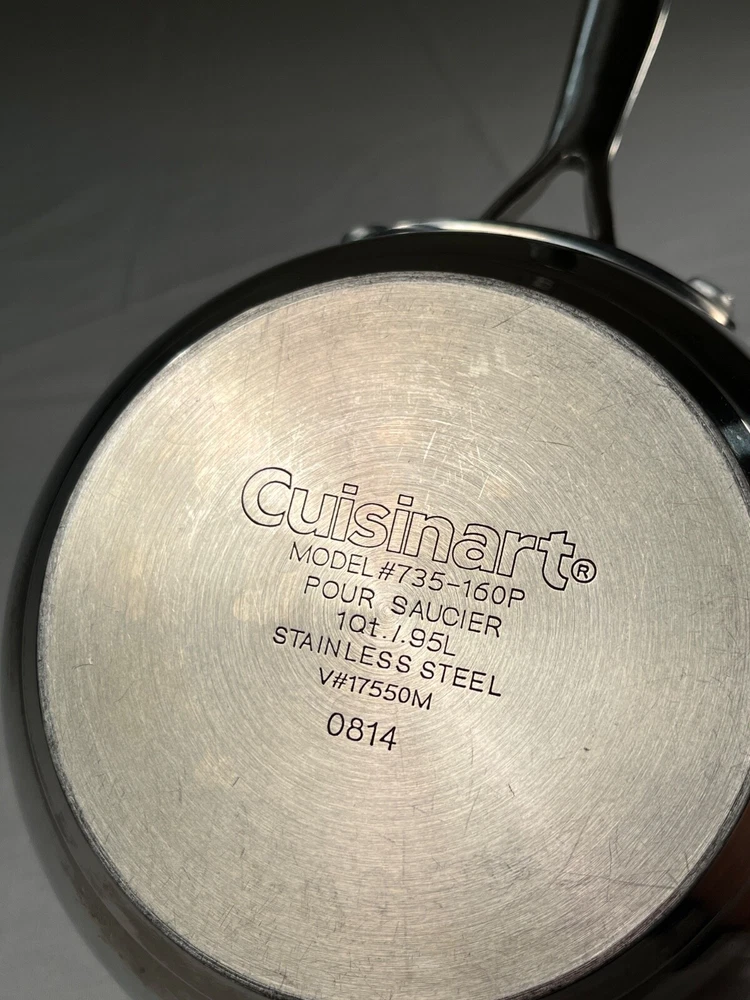 Cuisinart®
MODEL #735-160P
POUR SAUCIER
1Qt./.95L
STAINLESS STEEL
V#17550M
0814